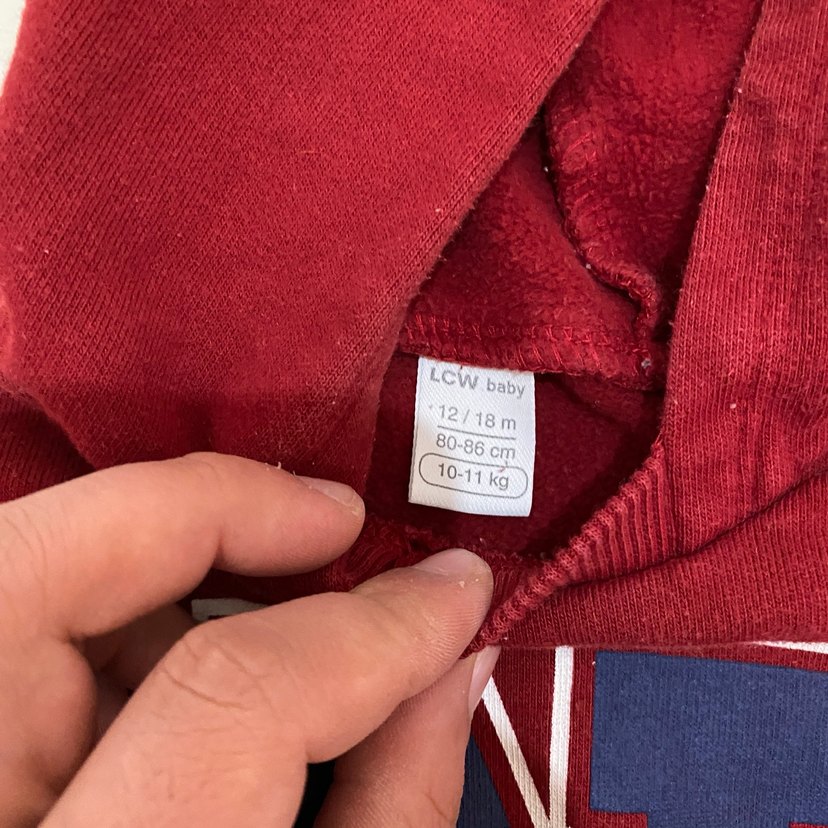 LCW baby
12 / 18 m
80-86 cm
10-11 kg